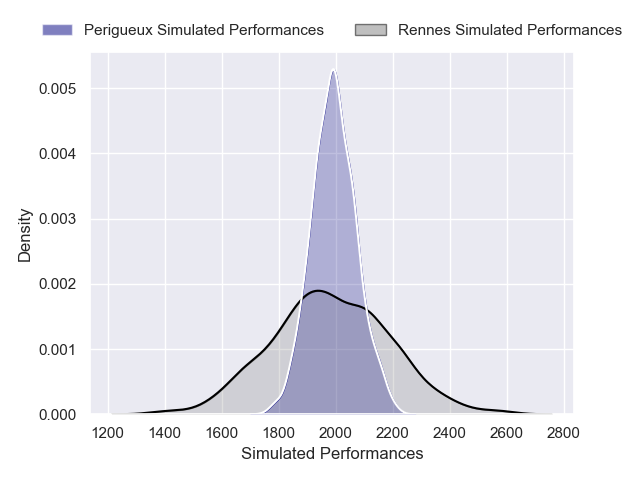 Perigueux Simulated Performances
Rennes Simulated Performances
Density
0.005
0.004
0.003
0.002
0.001
0.000
1200 1400 1600 1800 2000 2200 2400 2600 2800
Simulated Performances